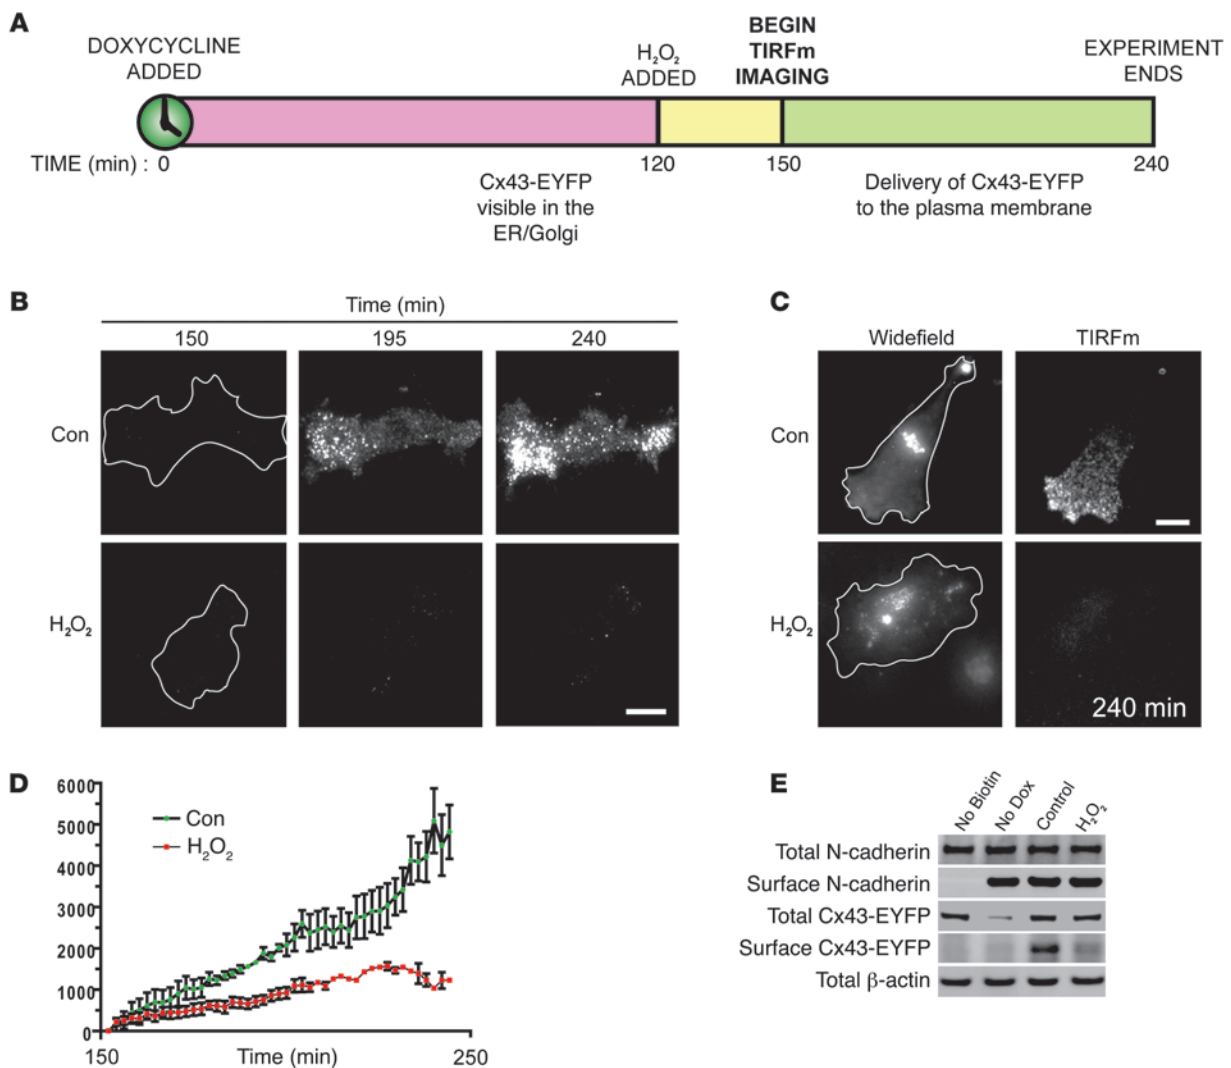 A
DOXYCYCLINE
ADDED
H₂O₂
ADDED
BEGIN
TIRFm
IMAGING
EXPERIMENT
ENDS
TIME (min) : 0
120
150
240
Cx43-EYFP
visible in the
ER/Golgi
Delivery of Cx43-EYFP
to the plasma membrane
B
Time (min)
150
195
240
Con
H₂O₂
C
Widefield
TIRFm
Con
H₂O₂
240 min
D
6000
5000
4000
3000
2000
1000
0
Con
H₂O₂
150
Time (min)
250
E
No Biotin
No Dox
Control
H₂O₂
Total N-cadherin
Surface N-cadherin
Total Cx43-EYFP
Surface Cx43-EYFP
Total β-actin